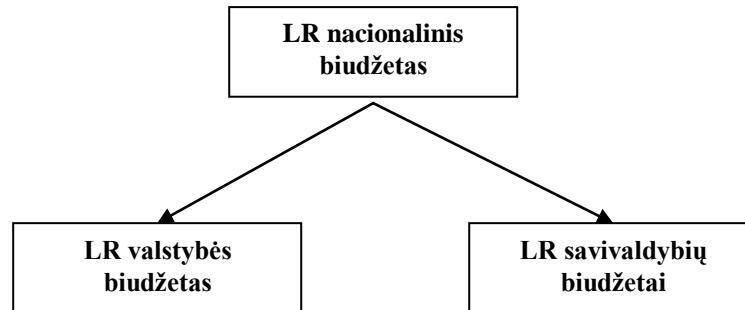 LR nacionalinis
biudžetas
LR valstybės
biudžetas
LR savivaldybių
biudžetai